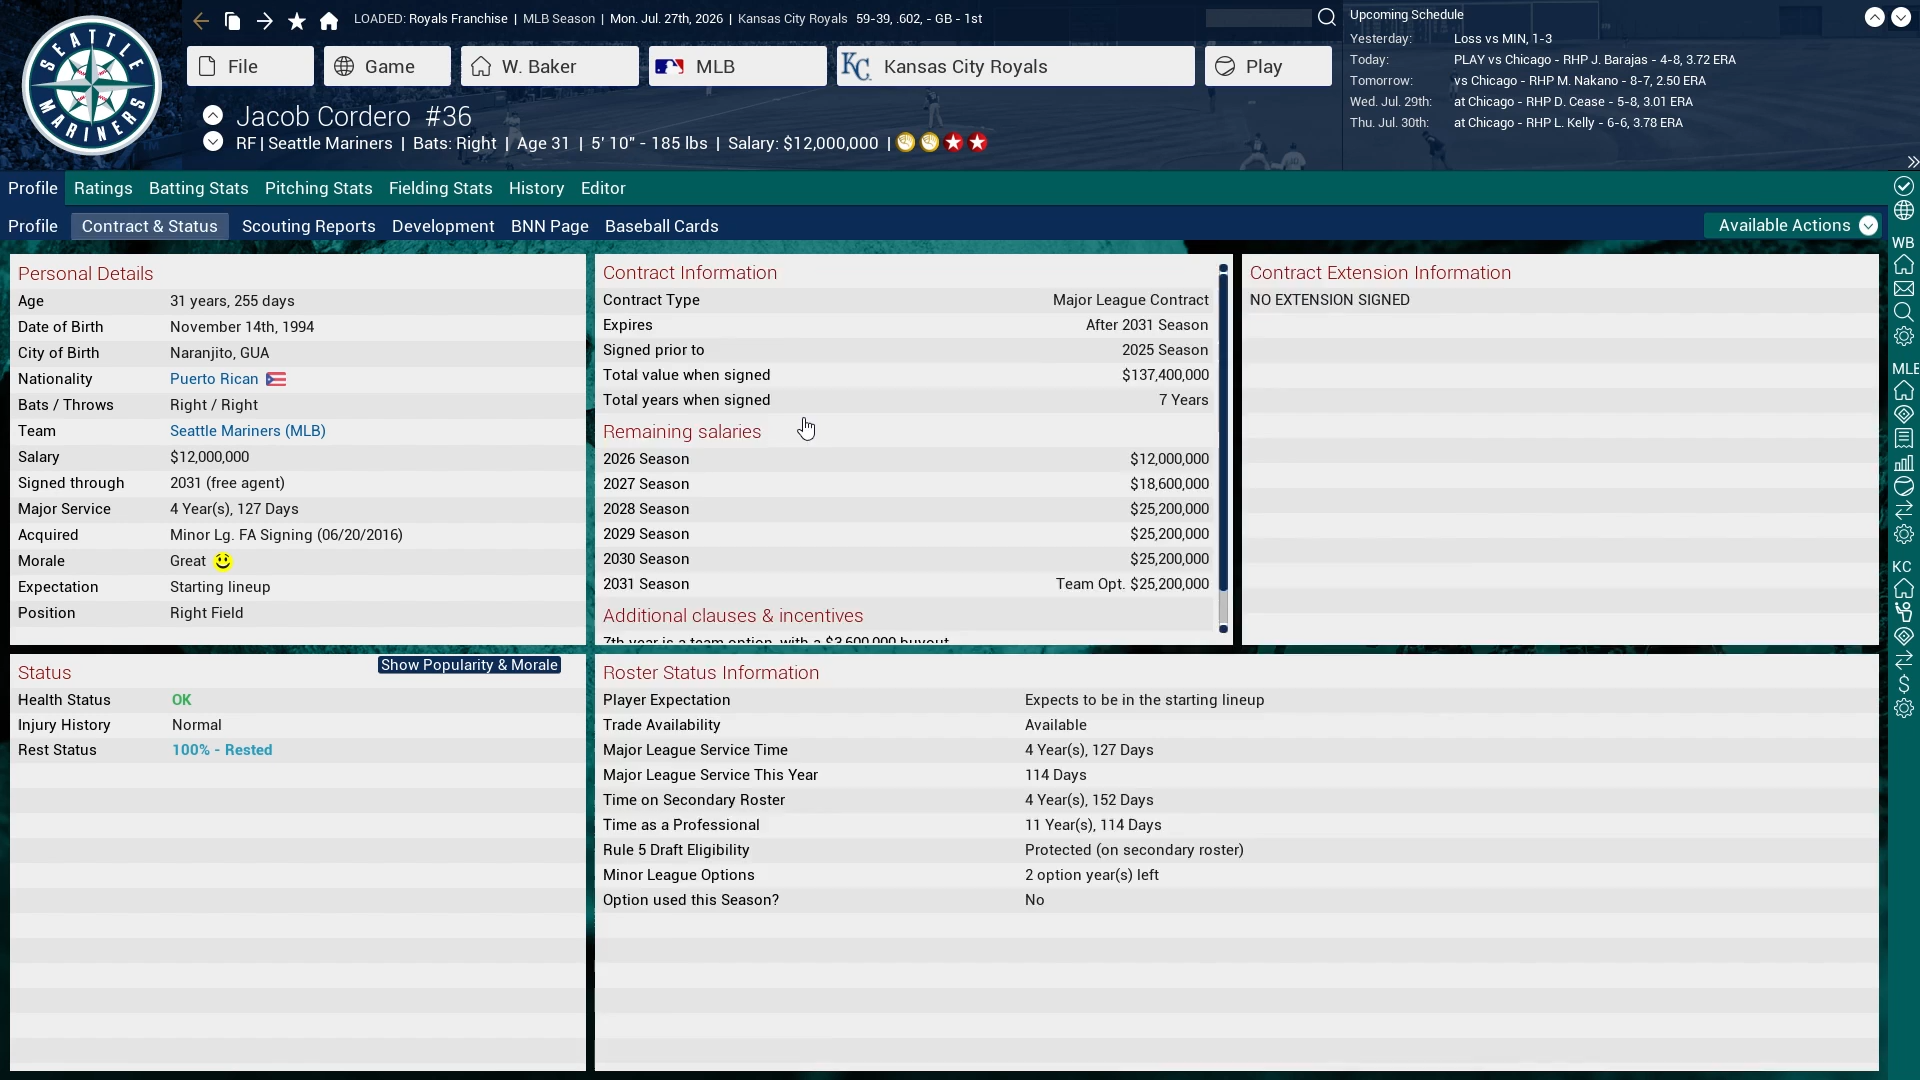 LOADED: Royals Franchise | MLB Season | Mon. Jul. 27th, 2026 | Kansas City Royals 59-39, .602, - GB - 1st
File
Game
W. Baker
MLB
KC Kansas City Royals
Play
SEATTLE
MARINERS
TM
Jacob Cordero #36
RF | Seattle Mariners | Bats: Right | Age 31 | 5' 10" - 185 lbs | Salary: $12,000,000 |
Upcoming Schedule
Yesterday: Loss vs MIN, 1-3
Today: PLAY vs Chicago - RHP J. Barajas - 4-8, 3.72 ERA
Tomorrow: vs Chicago - RHP M. Nakano - 8-7, 2.50 ERA
Wed. Jul. 29th: at Chicago - RHP D. Cease - 5-8, 3.01 ERA
Thu. Jul. 30th: at Chicago - RHP L. Kelly - 6-6, 3.78 ERA
Profile Ratings Batting Stats Pitching Stats Fielding Stats History Editor
Profile Contract & Status Scouting Reports Development BNN Page Baseball Cards
Available Actions
Personal Details
Age 31 years, 255 days
Date of Birth November 14th, 1994
City of Birth Naranjito, GUA
Nationality Puerto Rican
Bats / Throws Right / Right
Team Seattle Mariners (MLB)
Salary $12,000,000
Signed through 2031 (free agent)
Major Service 4 Year(s), 127 Days
Acquired Minor Lg. FA Signing (06/20/2016)
Morale Great
Expectation Starting lineup
Position Right Field
Contract Information
Contract Type Major League Contract
Expires After 2031 Season
Signed prior to 2025 Season
Total value when signed $137,400,000
Total years when signed 7 Years
Remaining salaries
2026 Season $12,000,000
2027 Season $18,600,000
2028 Season $25,200,000
2029 Season $25,200,000
2030 Season $25,200,000
2031 Season Team Opt. $25,200,000
Additional clauses & incentives
7th year is a team option, with a $3,600,000 buyout
Contract Extension Information
NO EXTENSION SIGNED
Status
Show Popularity & Morale
Health Status OK
Injury History Normal
Rest Status 100% - Rested
Roster Status Information
Player Expectation Expects to be in the starting lineup
Trade Availability Available
Major League Service Time 4 Year(s), 127 Days
Major League Service This Year 114 Days
Time on Secondary Roster 4 Year(s), 152 Days
Time as a Professional 11 Year(s), 114 Days
Rule 5 Draft Eligibility Protected (on secondary roster)
Minor League Options 2 option year(s) left
Option used this Season? No
WB
MLB
KC